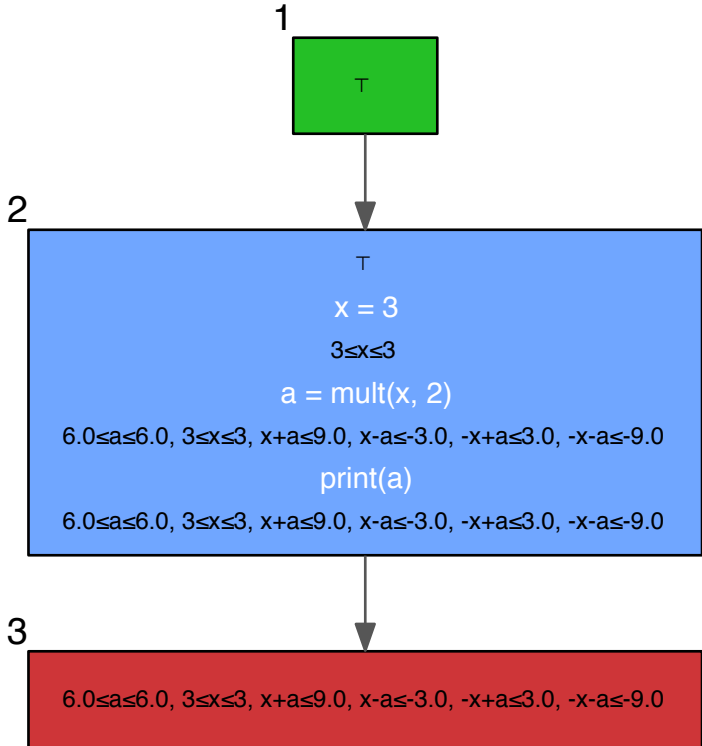 1
⊤
2
⊤
x = 3
3≤x≤3
a = mult(x, 2)
6.0≤a≤6.0, 3≤x≤3, x+a≤9.0, x-a≤-3.0, -x+a≤3.0, -x-a≤-9.0
print(a)
6.0≤a≤6.0, 3≤x≤3, x+a≤9.0, x-a≤-3.0, -x+a≤3.0, -x-a≤-9.0
3
6.0≤a≤6.0, 3≤x≤3, x+a≤9.0, x-a≤-3.0, -x+a≤3.0, -x-a≤-9.0